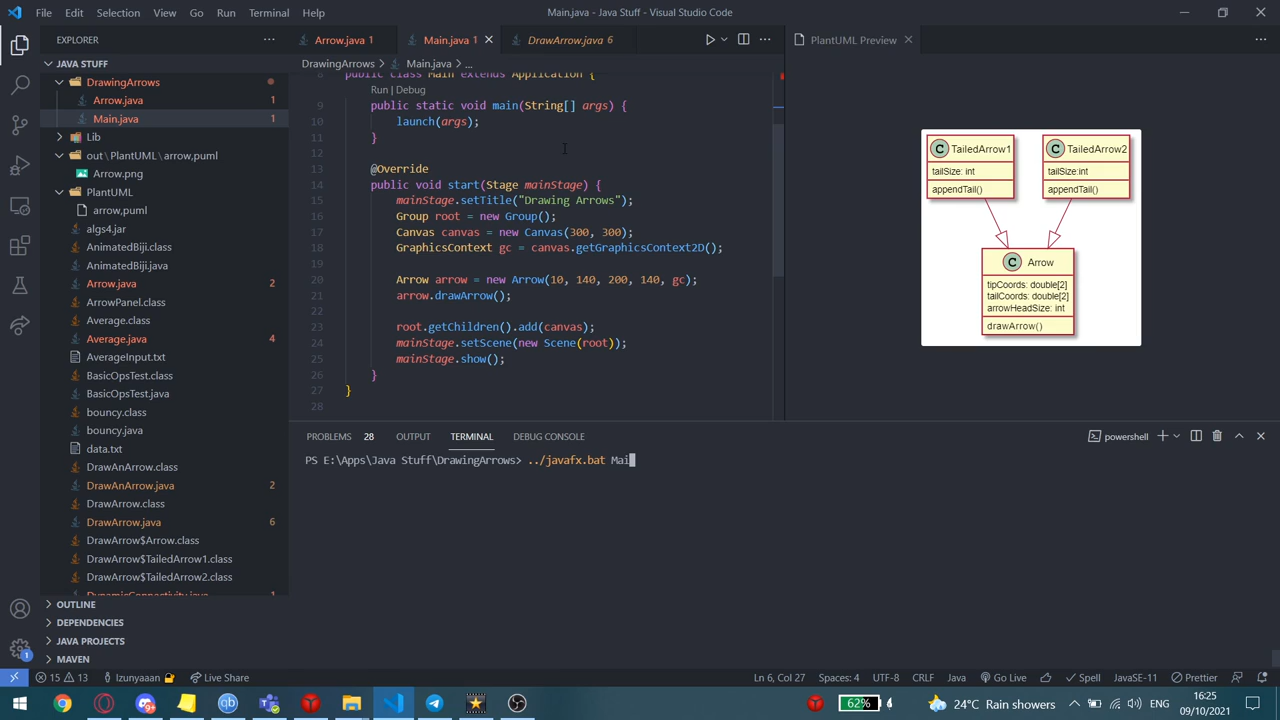 File Edit Selection View Go Run Terminal Help
Main.java - Java Stuff - Visual Studio Code
EXPLORER
JAVA STUFF
DrawingArrows
Arrow.java 1
Main.java 1
Lib
out\PlantUML\arrow,puml
Arrow.png
PlantUML
arrow,puml
algs4.jar
AnimatedBiji.class
AnimatedBiji.java
Arrow.java 2
ArrowPanel.class
Average.class
Average.java 4
AverageInput.txt
BasicOpsTest.class
BasicOpsTest.java
bouncy.class
bouncy.java
data.txt
DrawAnArrow.class
DrawAnArrow.java 2
DrawArrow.class
DrawArrow.java 6
DrawArrow$Arrow.class
DrawArrow$TailedArrow1.class
DrawArrow$TailedArrow2.class
DynamicConnectivity.java 1
OUTLINE
DEPENDENCIES
JAVA PROJECTS
MAVEN
Arrow.java 1 Main.java 1 DrawArrow.java 6
DrawingArrows > Main.java > ...
8 public class Main extends Application {
Run | Debug
9 public static void main(String[] args) {
10 launch(args);
11 }
12
13 @Override
14 public void start(Stage mainStage) {
15 mainStage.setTitle("Drawing Arrows");
16 Group root = new Group();
17 Canvas canvas = new Canvas(300, 300);
18 GraphicsContext gc = canvas.getGraphicsContext2D();
19
20 Arrow arrow = new Arrow(10, 140, 200, 140, gc);
21 arrow.drawArrow();
22
23 root.getChildren().add(canvas);
24 mainStage.setScene(new Scene(root));
25 mainStage.show();
26 }
27 }
28
PlantUML Preview
C TailedArrow1
tailSize: int
appendTail()
C TailedArrow2
tailSize:int
appendTail()
C Arrow
tipCoords: double[2]
tailCoords: double[2]
arrowHeadSize: int
drawArrow()
PROBLEMS 28 OUTPUT TERMINAL DEBUG CONSOLE
powershell
PS E:\Apps\Java Stuff\DrawingArrows> ../javafx.bat Mai
1
15 13 Izunyaaan Live Share
Ln 6, Col 27 Spaces: 4 UTF-8 CRLF Java Go Live Spell JavaSE-11 Prettier
62%
24°C Rain showers
ENG
16:25
09/10/2021